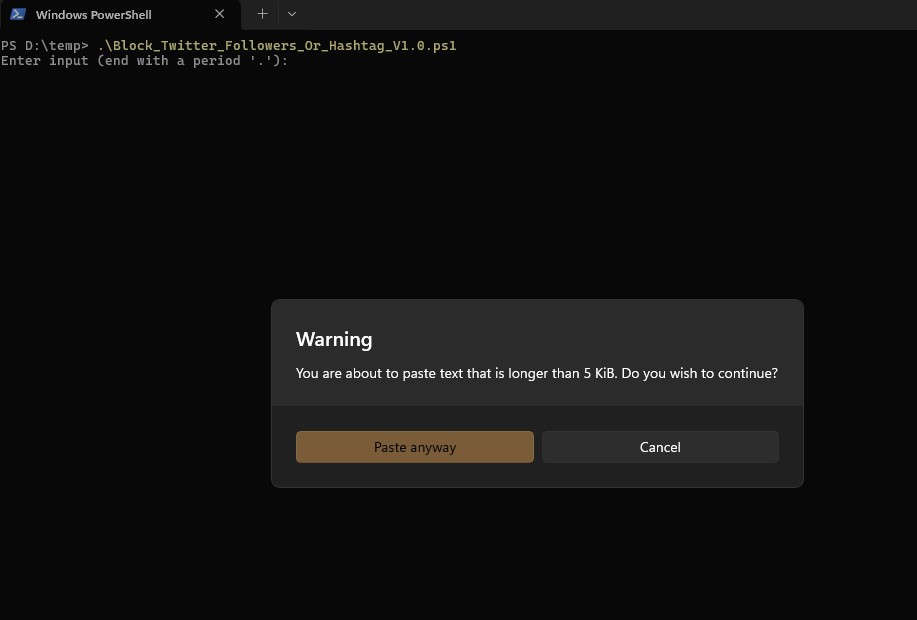 Windows PowerShell
PS D:\temp> .\Block_Twitter_Followers_Or_Hashtag_V1.0.ps1
Enter input (end with a period '.'):
Warning
You are about to paste text that is longer than 5 KiB. Do you wish to continue?
Paste anyway
Cancel